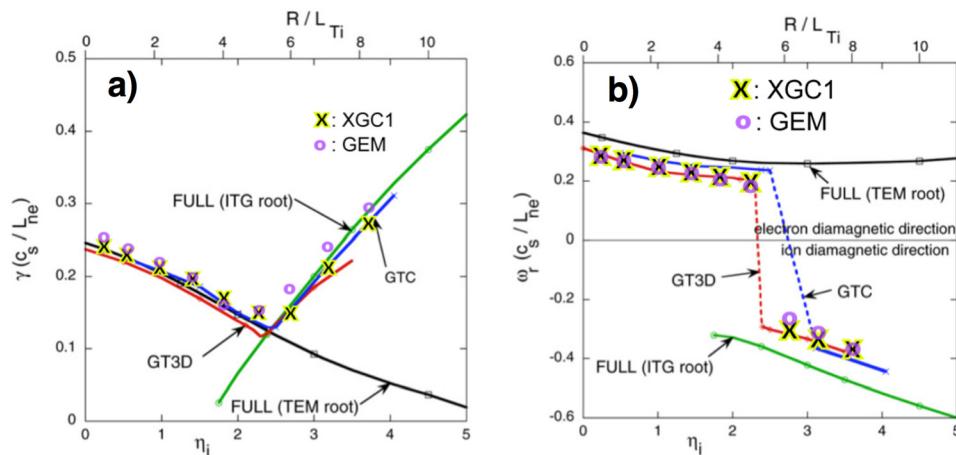 R / L Ti
0 2 4 6 8 10
a)
X : XGC1
o : GEM
γ (c_s / L_ne)
0.5
0.4
0.3
0.2
0.1
0
FULL (ITG root)
GTC
GT3D
FULL (TEM root)
0 1 2 3 4 5
η_i
R / L Ti
0 2 4 6 8 10
b)
X : XGC1
o : GEM
ω_r (c_s / L_ne)
0.6
0.4
0.2
0
-0.2
-0.4
-0.6
FULL (TEM root)
electron diamagnetic direction
ion diamagnetic direction
GT3D
GTC
FULL (ITG root)
0 1 2 3 4 5
η_i